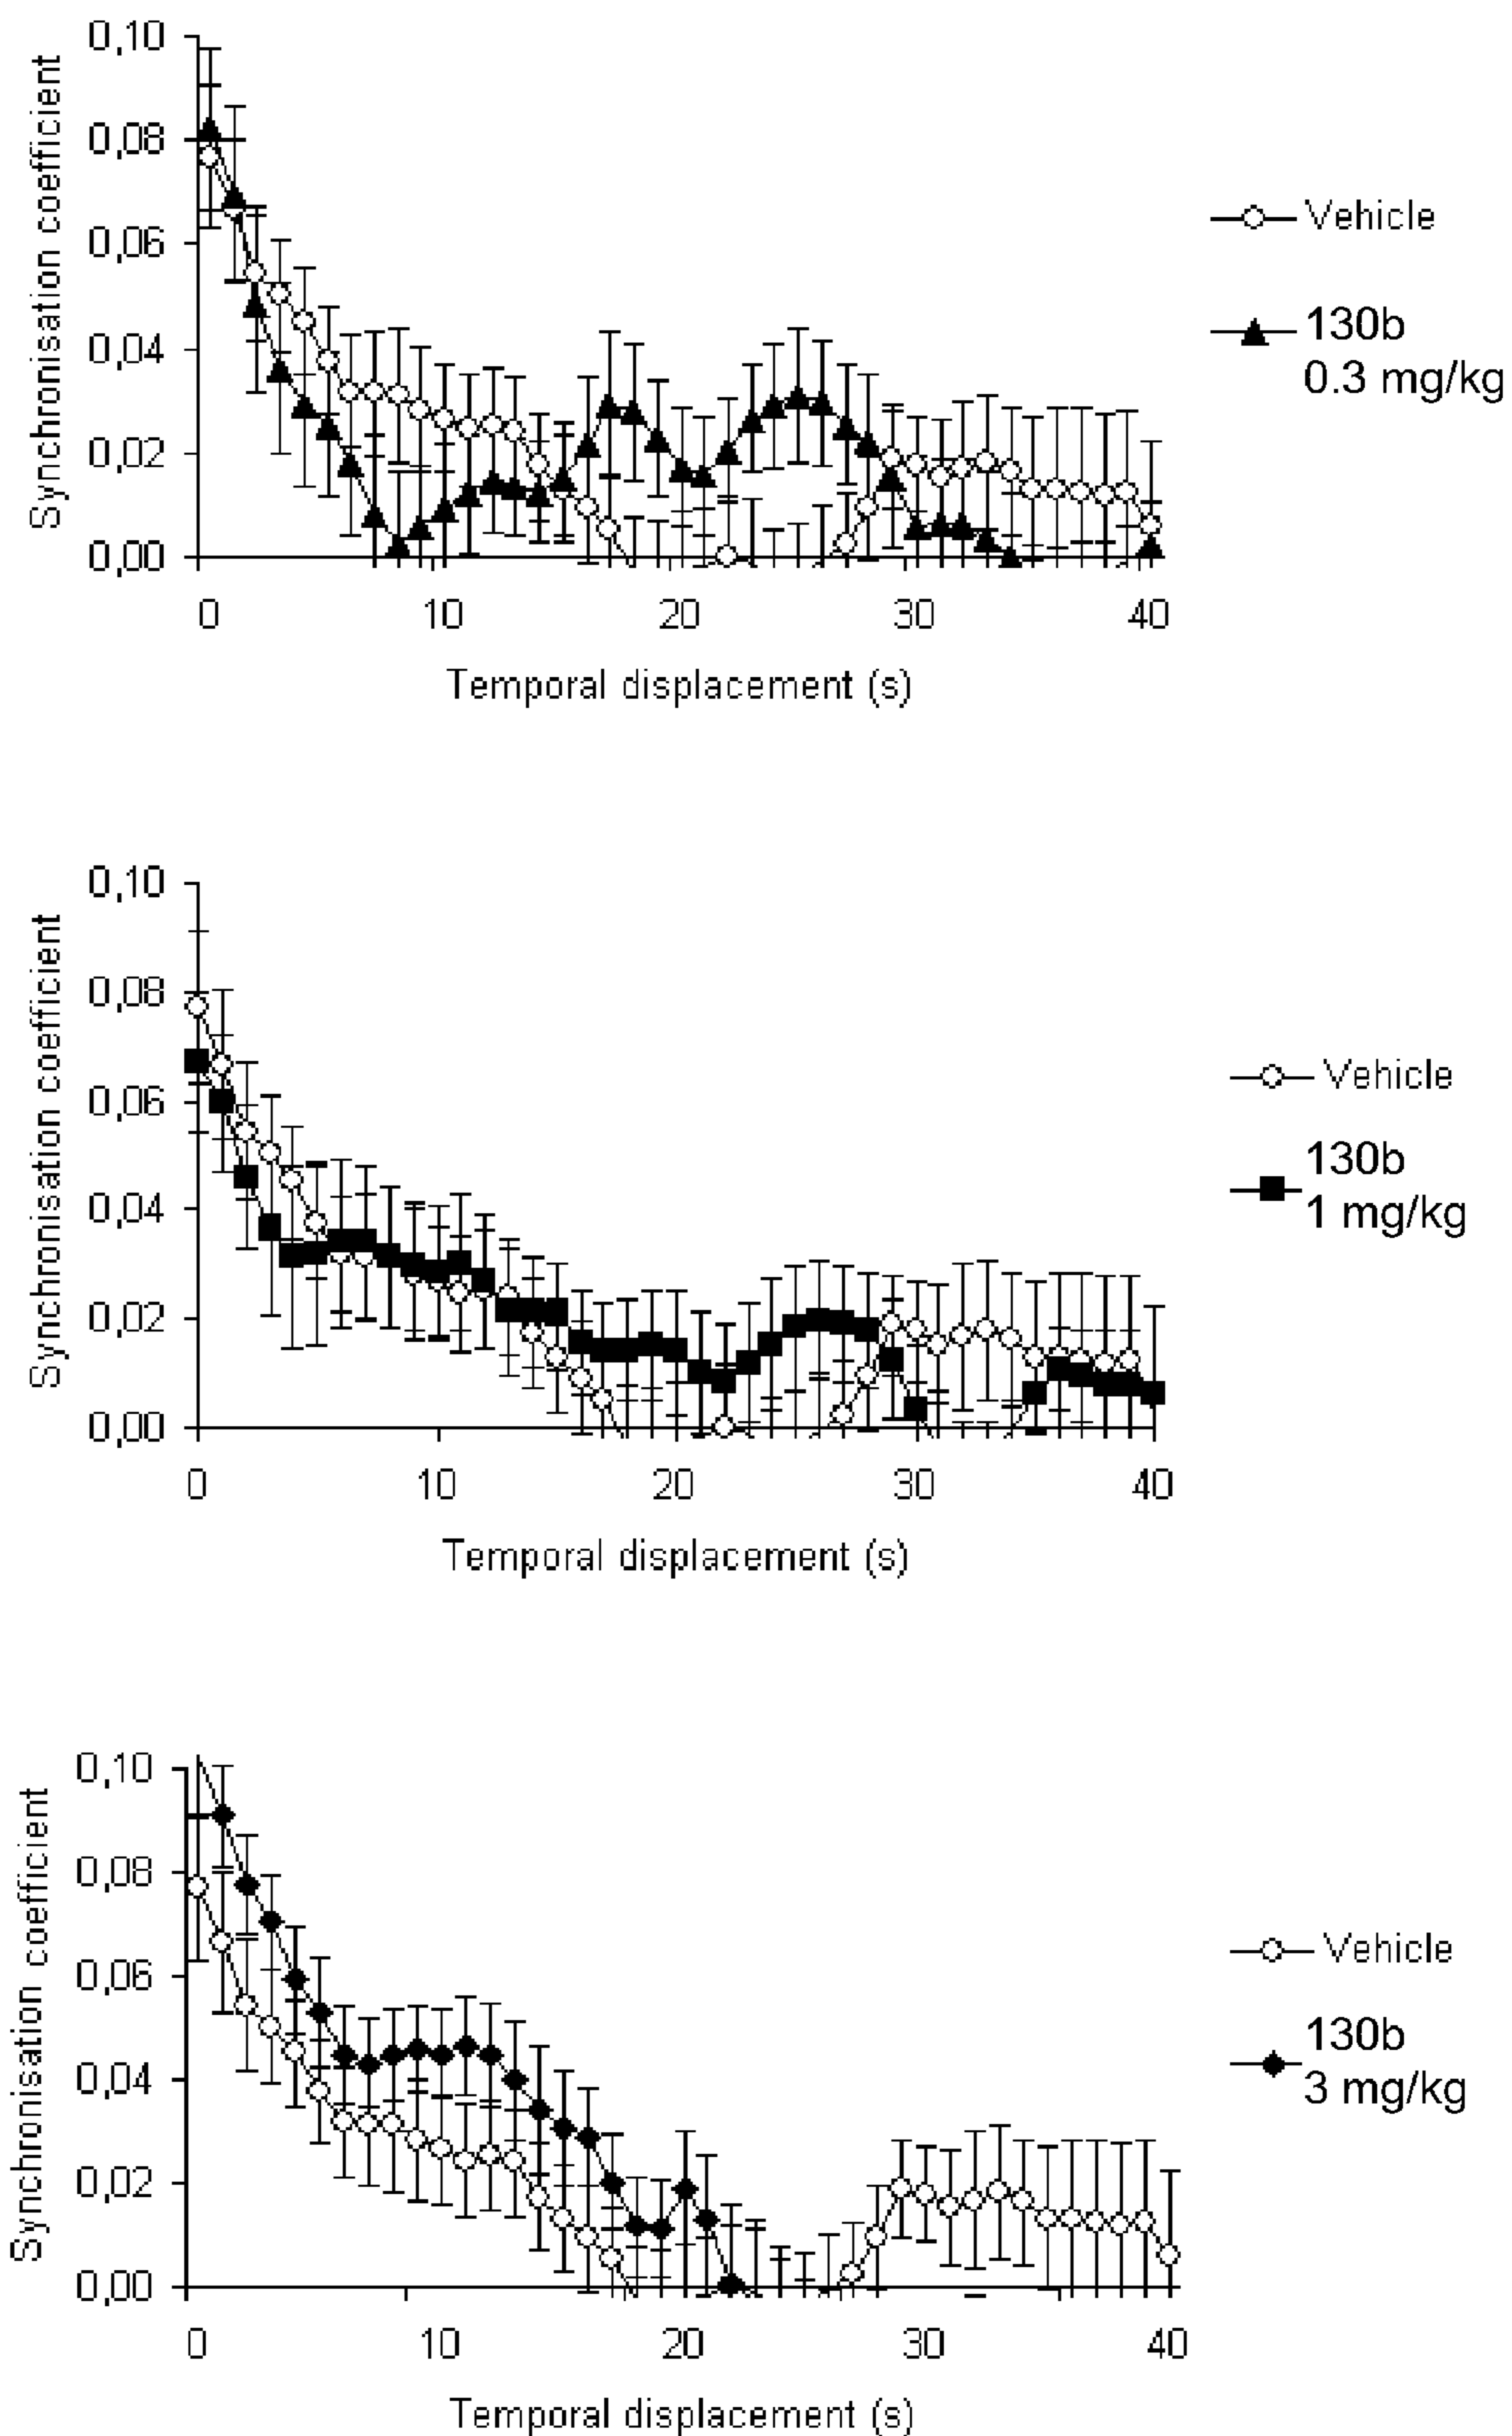 Synchronisation coefficient
0,10
0,08
0,06
0,04
0,02
0,00
0 10 20 30 40
Temporal displacement (s)
Vehicle
130b
0.3 mg/kg
Synchronisation coefficient
0,10
0,08
0,06
0,04
0,02
0,00
0 10 20 30 40
Temporal displacement (s)
Vehicle
130b
1 mg/kg
Synchronisation coefficient
0,10
0,08
0,06
0,04
0,02
0,00
0 10 20 30 40
Temporal displacement (s)
Vehicle
130b
3 mg/kg